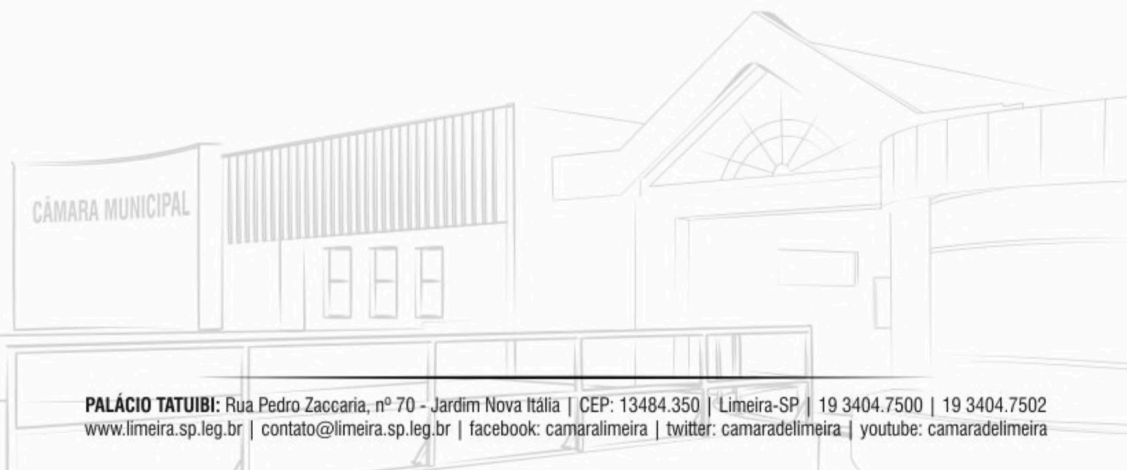 CÂMARA MUNICIPAL
PALÁCIO TATUIBI: Rua Pedro Zaccaria, nº 70 - Jardim Nova Itália | CEP: 13484.350 | Limeira-SP | 19 3404.7500 | 19 3404.7502
www.limeira.sp.leg.br | contato@limeira.sp.leg.br | facebook: camaralimeira | twitter: camaradelimeira | youtube: camaradelimeira